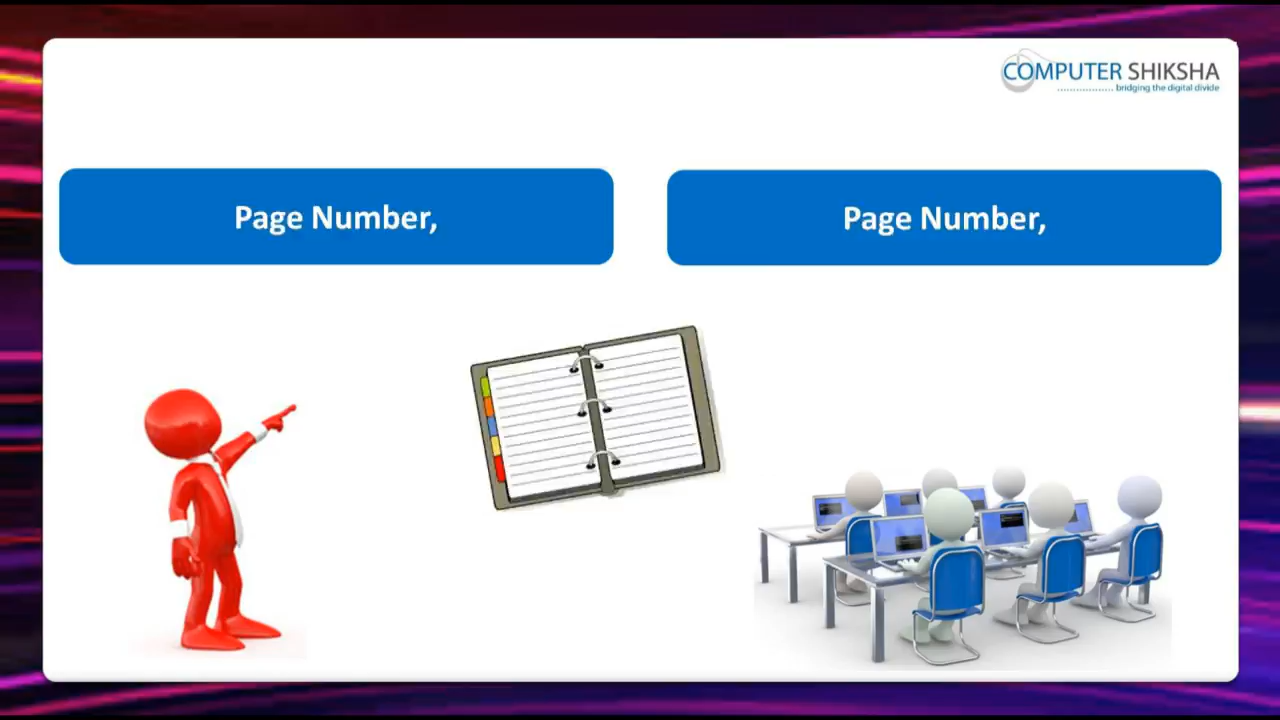 COMPUTER SHIKSHA
bridging the digital divide
Page Number,
Page Number,